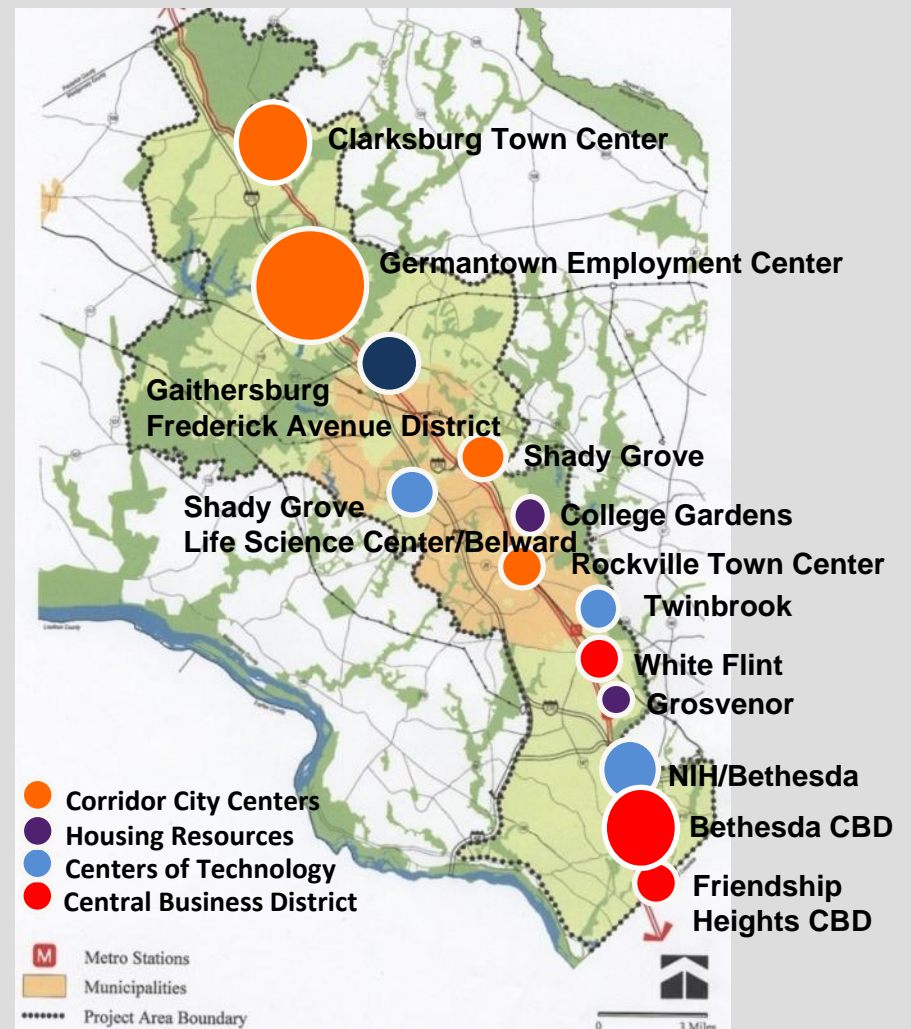 Clarksburg Town Center
Germantown Employment Center
Gaithersburg
Frederick Avenue District
Shady Grove
Shady Grove
Life Science Center/Belward
College Gardens
Rockville Town Center
Twinbrook
White Flint
Grosvenor
NIH/Bethesda
Bethesda CBD
Friendship
Heights CBD
Corridor City Centers
Housing Resources
Centers of Technology
Central Business District
M Metro Stations
Municipalities
Project Area Boundary
0 3 Miles